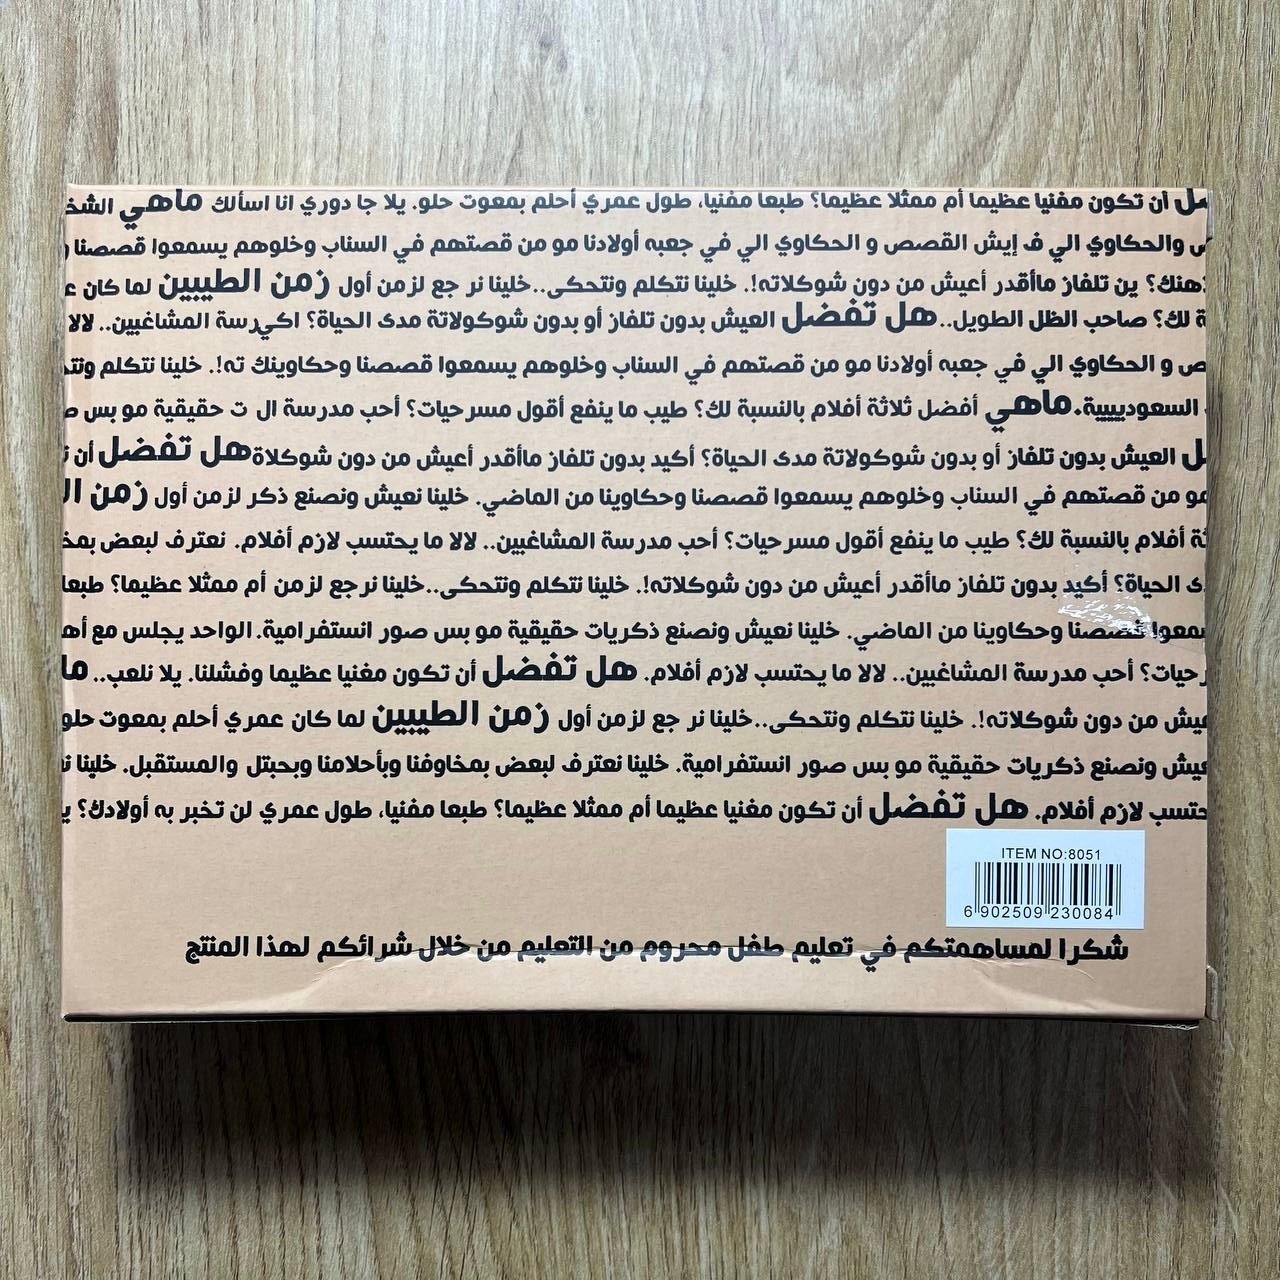 أن تكون مغنيا عظيما أم ممثلا عظيما؟ طبعا مفنيا، طول عمري أحلم بمعوت حلو. يلا جا دوري انا اسألك ماهي
والحكاوي الي ف إيش القصص و الحكاوي الي في جعبه أولادنا مو من قصتهم في السناب وخلوهم يسمعوا قصصنا
ين تلفاز ماأقدر أعيش من دون شوكلاته!. خلينا نتكلم ونتحكى..خلينا نر جع لزمن أول زمن الطيبين لما كان
لك؟ صاحب الظل الطويل..هل تفضل العيش بدون تلفاز أو بدون شوكولاتة مدى الحياة؟ اكي رسة المشاغبين.. لالا
و الحكاوي الي في جعبه أولادنا مو من قصتهم في السناب وخلوهم يسمعوا قصصنا وحكاوينك ته!. خلينا نتكلم
السعودييييية.ماهي أفضل ثلاثة أفلام بالنسبة لك؟ طيب ما ينفع أقول مسرحيات؟ أحب مدرسة ال ت حقيقية مو بس
العيش بدون تلفاز أو بدون شوكولاتة مدى الحياة؟ أكيد بدون تلفاز ماأقدر أعيش من دون شوكلاةهل تفضل أن
مو من قصتهم في السناب وخلوهم يسمعوا قصصنا وحكاوينا من الماضي. خلينا نعيش ونصنع ذكر لزمن أول زمن
أفلام بالنسبة لك؟ طيب ما ينفع أقول مسرحيات؟ أحب مدرسة المشاغبين.. لالا ما يحتسب لازم أفلام. نعترف لبعض
الحياة؟ أكيد بدون تلفاز ماأقدر أعيش من دون شوكلاته!. خلينا نتكلم ونتحكى..خلينا نرجع لزمن أم ممثلا عظيما؟ طبعا
قصصنا وحكاوينا من الماضي. خلينا نعيش ونصنع ذكريات حقيقية مو بس صور انستقرامية.الواحد يجلس مع
أحب مدرسة المشاغبين.. لالا ما يحتسب لازم أفلام. هل تفضل أن تكون مغنيا عظيما وفشلنا. يلا نلعب..
من دون شوكلاته!. خلينا نتكلم ونتحكى..خلينا نر جع لزمن أول زمن الطيبين لما كان عمري أحلم بمعوت حلو
ونصنع ذكريات حقيقية مو بس صور انستفرامية. خلينا نعترف لبعض بمخاوفنا وبأحلامنا وبحبتل والمستقبل. خلينا
لازم أفلام. هل تفضل أن تكون مغنيا عظيما أم ممثلا عظيما؟ طبعا مفنيا، طول عمري لن تخبر به أولادك؟
ITEM NO:8051
6 902509 230084
شكرا لمساهمتكم في تعليم طفل محروم من التعليم من خلال شرائكم لهذا المنتج